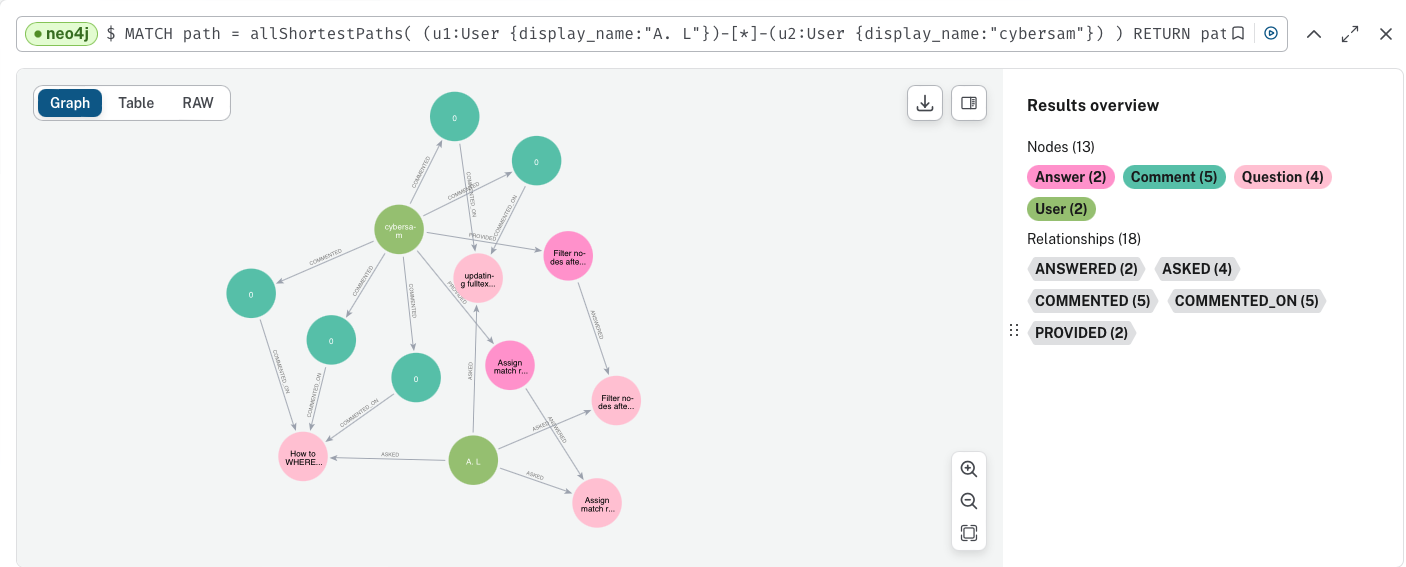 neo4j $ MATCH path = allShortestPaths( (u1:User {display_name:"A. L"})-[*]-(u2:User {display_name:"cybersam"}) ) RETURN pat
Graph Table RAW
0
0
COMMENTED
COMMENTED
COMMENTED_ON
COMMENTED_ON
cybersa-
m
PROVIDED
Filter no-
des afte...
COMMENTED
COMMENTED
COMMENTED
PROVIDED
updatin-
g fulltex...
0
0
0
ANSWERED
Assign
match r...
COMMENTED_ON
COMMENTED_ON
COMMENTED_ON
ASKED
Filter no-
des afte...
ASKED
ANSWERED
How to
WHERE...
ASKED
A. L
ASKED
Assign
match r...
Results overview
Nodes (13)
Answer (2) Comment (5) Question (4)
User (2)
Relationships (18)
ANSWERED (2) ASKED (4)
COMMENTED (5) COMMENTED_ON (5)
PROVIDED (2)